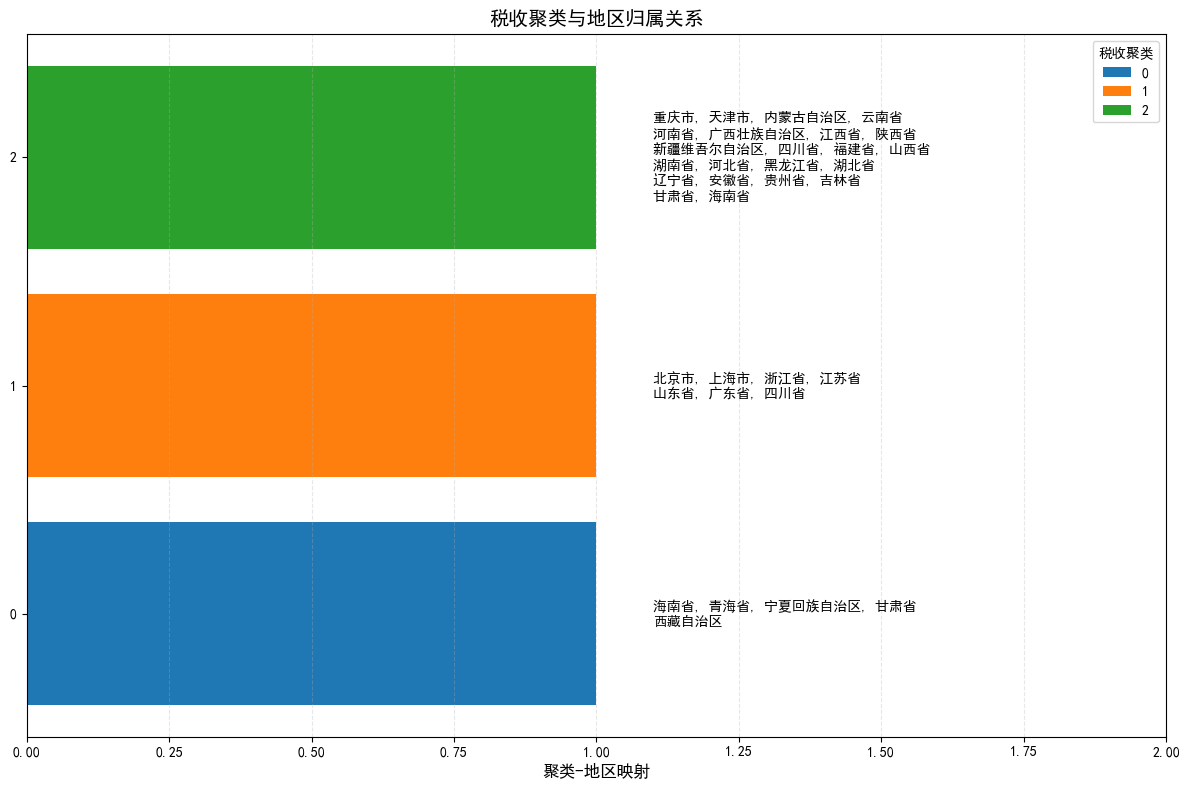 税收聚类与地区归属关系
税收聚类
0
1
2
2
重庆市, 天津市, 内蒙古自治区, 云南省
河南省, 广西壮族自治区, 江西省, 陕西省
新疆维吾尔自治区, 四川省, 福建省, 山西省
湖南省, 河北省, 黑龙江省, 湖北省
辽宁省, 安徽省, 贵州省, 吉林省
甘肃省, 海南省
1
北京市, 上海市, 浙江省, 江苏省
山东省, 广东省, 四川省
0
海南省, 青海省, 宁夏回族自治区, 甘肃省
西藏自治区
0.00 0.25 0.50 0.75 1.00 1.25 1.50 1.75 2.00
聚类-地区映射